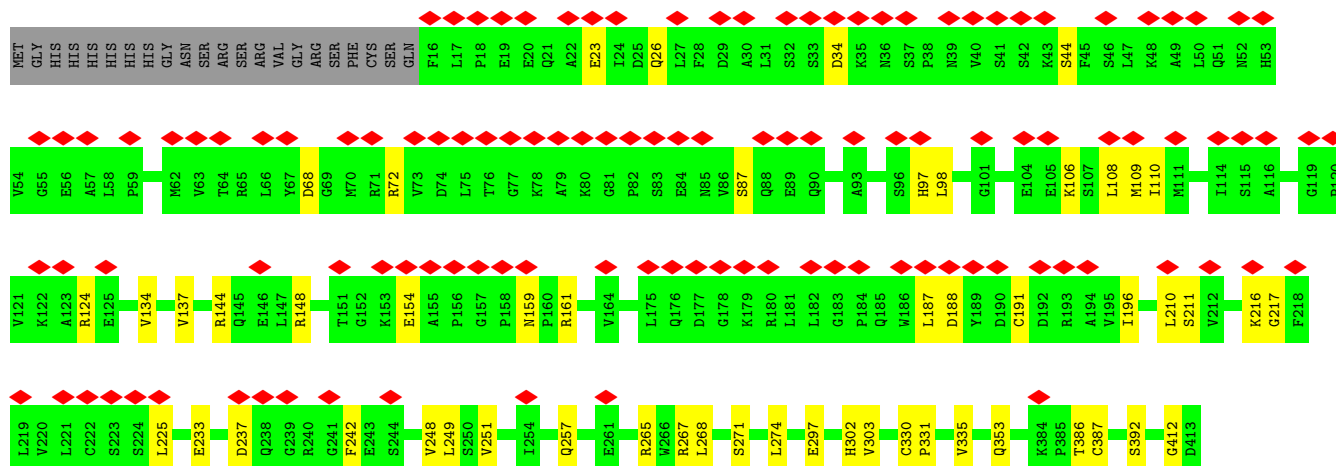 MET GLY HIS HIS HIS HIS HIS HIS GLY ASN SER ARG SER ARG VAL GLY ARG SER PHE CYS SER GLN F16 L17 P18 E19 E20 Q21 A22 E23 I24 D25 Q26 L27 F28 D29 A30 L31 S32 S33 D34 K35 N36 S37 P38 N39 V40 S41 S42 K43 S44 F45 S46 L47 K48 A49 L50 Q51 N52 H53
V54 G55 E56 A57 L58 P59 M62 V63 T64 R65 L66 Y67 D68 G69 M70 R71 R72 V73 D74 L75 T76 G77 K78 A79 K80 G81 P82 S83 E84 N85 V86 S87 Q88 E89 Q90 A93 S96 H97 L98 G101 E104 E105 K106 S107 L108 M109 I110 M111 I114 S115 A116 G119
V121 K122 A123 R124 E125 V134 V137 R144 Q145 E146 L147 R148 T151 G152 K153 E154 A155 P156 G157 P158 N159 P160 R161 V164 L175 Q176 D177 G178 K179 R180 L181 L182 G183 P184 Q185 W186 L187 D188 Y189 D190 C191 D192 R193 A194 V195 I196 L210 S211 V212 K216 G217 F218
L219 V220 L221 C222 S223 S224 L225 E233 D237 Q238 G239 R240 G241 F242 E243 S244 V248 L249 S250 V251 I254 Q257 E261 R265 W266 R267 L268 S271 L274 E297 H302 V303 C330 P331 V335 Q353 K384 P385 T386 C387 S392 G412 D413